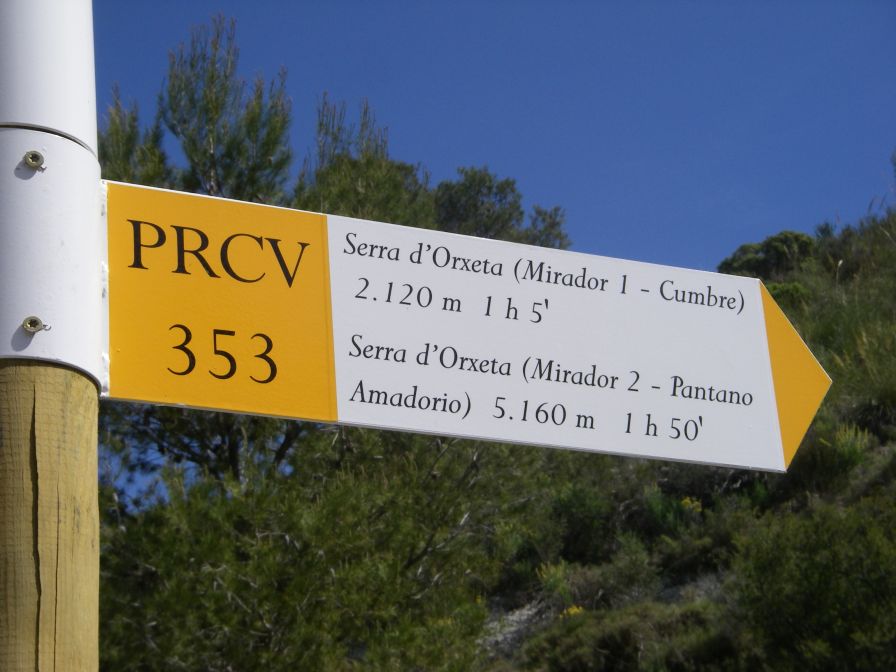 PRCV
353
Serra d'Orxeta (Mirador 1 - Cumbre)
2.120 m 1 h 5'
Serra d'Orxeta (Mirador 2 - Pantano
Amadorio) 5.160 m 1 h 50'